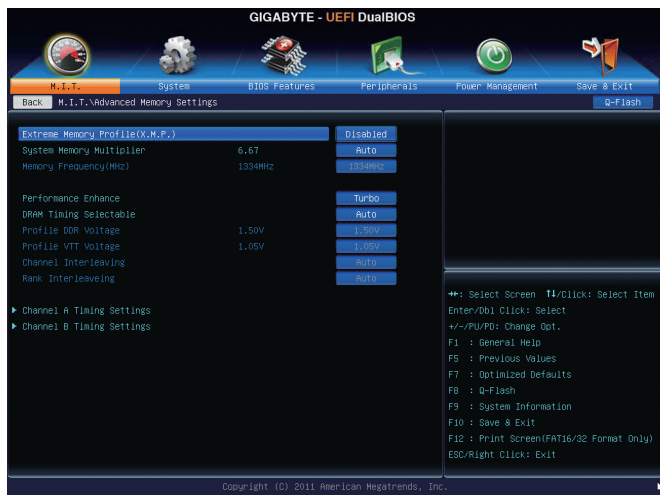 GIGABYTE - UEFI DualBIOS
M.I.T. System BIOS Features Peripherals Power Management Save & Exit
Back M.I.T.\Advanced Memory Settings Q-Flash
Extreme Memory Profile(X.M.P.) Disabled
System Memory Multiplier 6.67 Auto
Memory Frequency(MHz) 1334MHz 1334MHz
Performance Enhance Turbo
DRAM Timing Selectable Auto
Profile DDR Voltage 1.50V 1.50V
Profile VTT Voltage 1.05V 1.05V
Channel Interleaving Auto
Rank Interleaveing Auto
Channel A Timing Settings
Channel B Timing Settings
→←: Select Screen ↑↓/Click: Select Item
Enter/Dbl Click: Select
+/-/PU/PD: Change Opt.
F1 : General Help
F5 : Previous Values
F7 : Optimized Defaults
F8 : Q-Flash
F9 : System Information
F10 : Save & Exit
F12 : Print Screen(FAT16/32 Format Only)
ESC/Right Click: Exit
Copyright (C) 2011 American Megatrends, Inc.